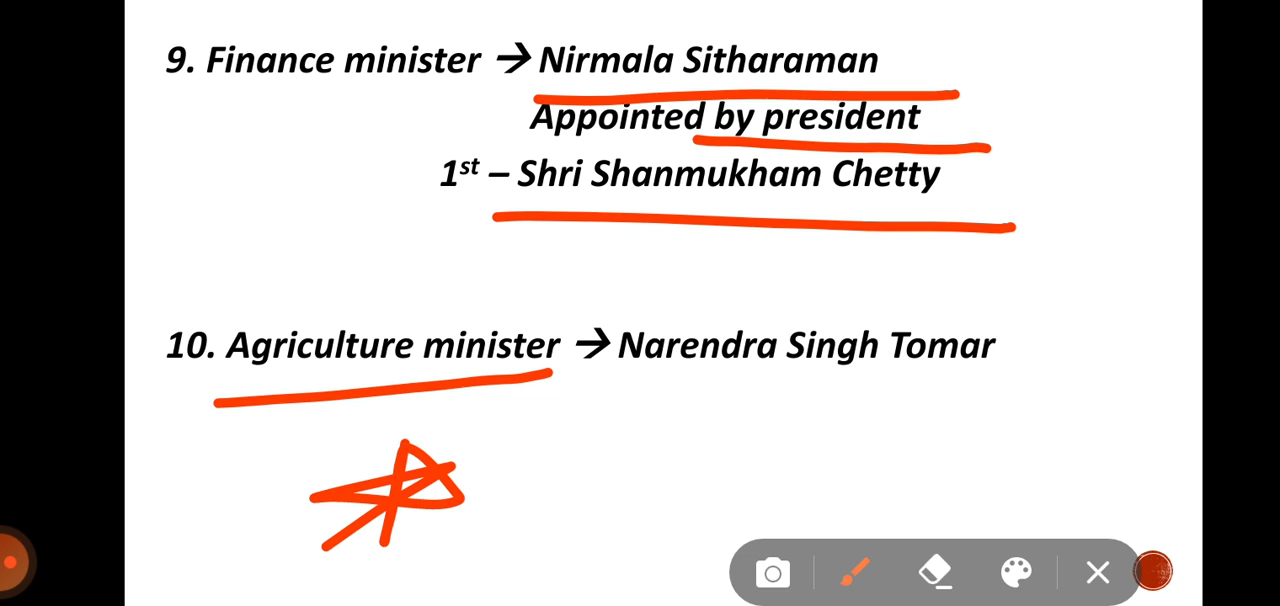 9. Finance minister → Nirmala Sitharaman
Appointed by president
1st – Shri Shanmukham Chetty
10. Agriculture minister → Narendra Singh Tomar